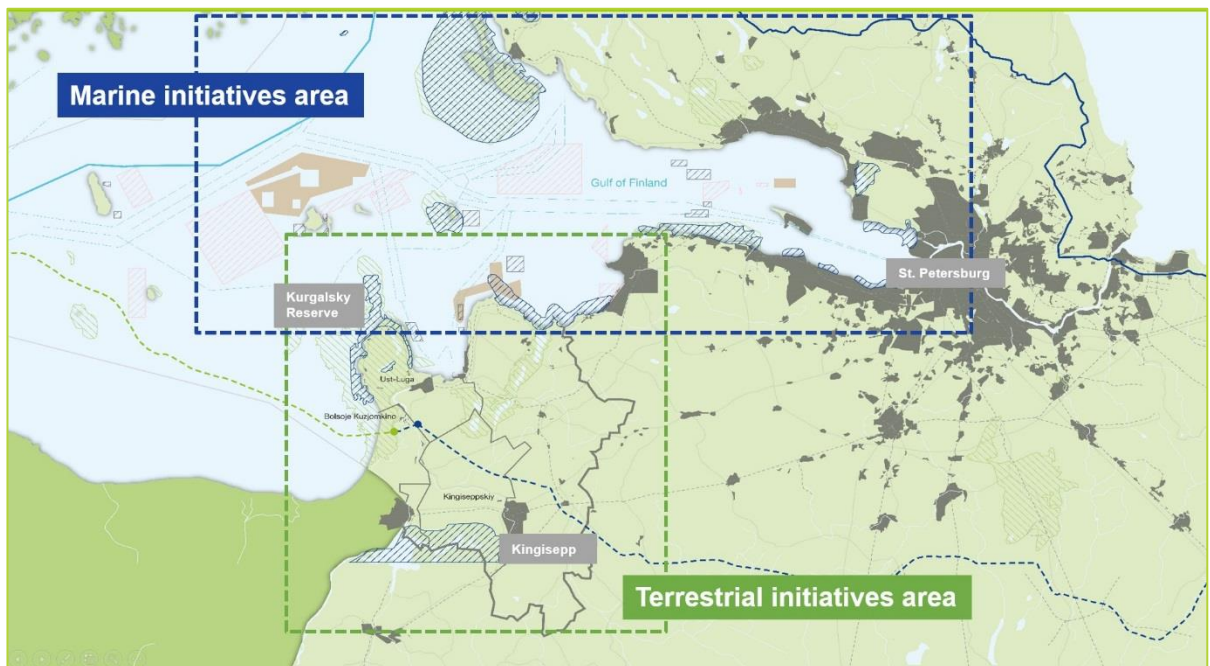 Marine initiatives area
Gulf of Finland
St. Petersburg
Kurgalsky
Reserve
Ust-Luga
Bolsoje Kuzjomkino
Kingiseppskiy
Kingisepp
Terrestrial initiatives area